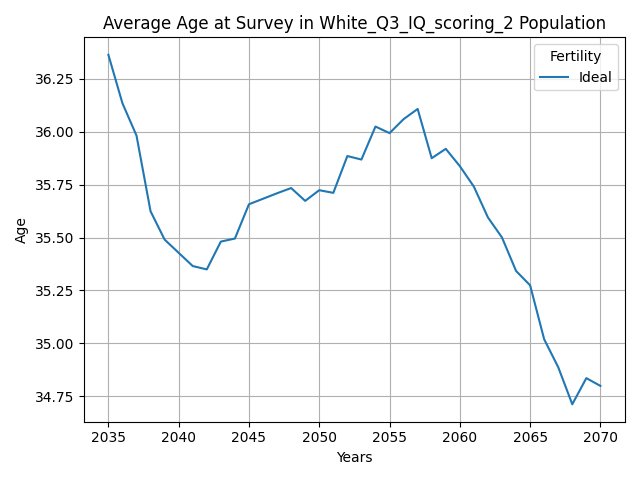 Average Age at Survey in White_Q3_IQ_scoring_2 Population
Fertility
Ideal
36.25
36.00
35.75
35.50
35.25
35.00
34.75
Age
2035 2040 2045 2050 2055 2060 2065 2070
Years